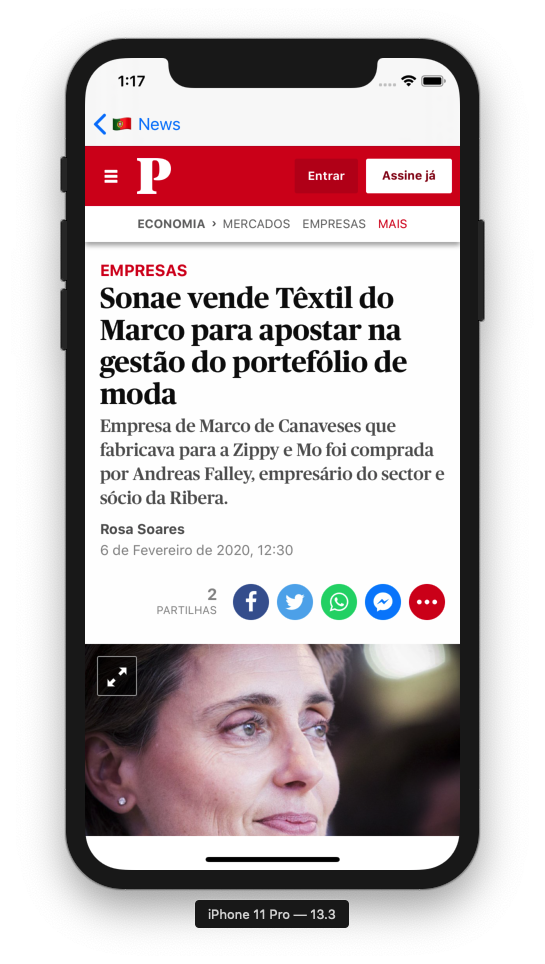 1:17
🇵🇹 News
P
Entrar
Assine já
ECONOMIA › MERCADOS EMPRESAS MAIS
EMPRESAS
Sonae vende Têxtil do
Marco para apostar na
gestão do portefólio de
moda
Empresa de Marco de Canaveses que
fabricava para a Zippy e Mo foi comprada
por Andreas Falley, empresário do sector e
sócio da Ribera.
Rosa Soares
6 de Fevereiro de 2020, 12:30
2
PARTILHAS
iPhone 11 Pro — 13.3